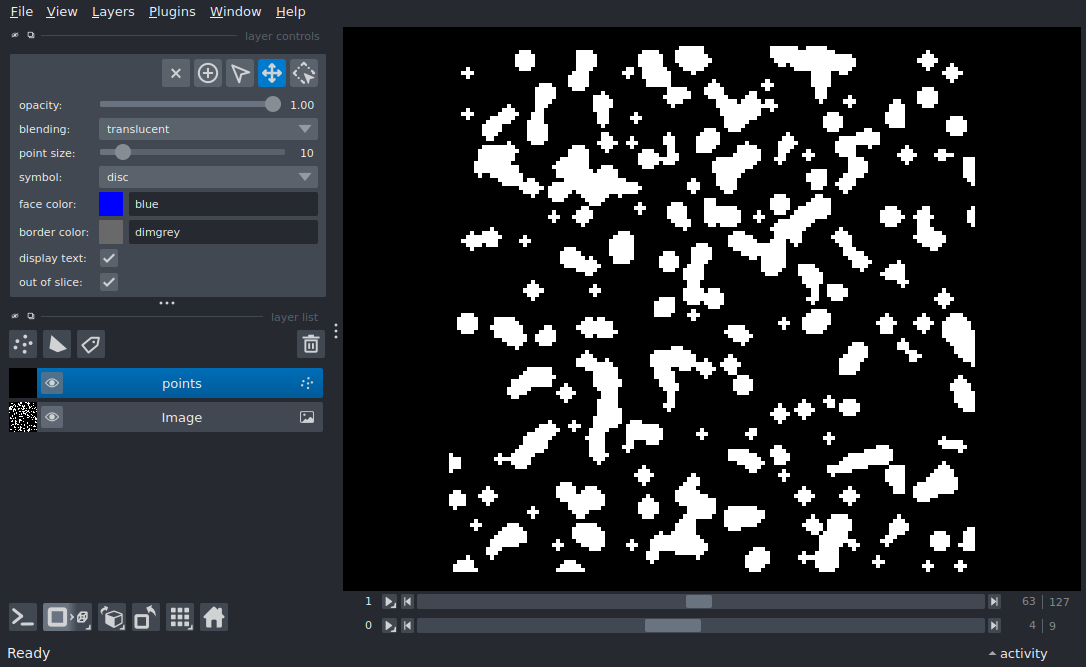 File View Layers Plugins Window Help
layer controls
opacity: 1.00
blending: translucent
point size: 10
symbol: disc
face color: blue
border color: dimgrey
display text:
out of slice:
layer list
points
Image
1 63 | 127
0 4 | 9
Ready activity